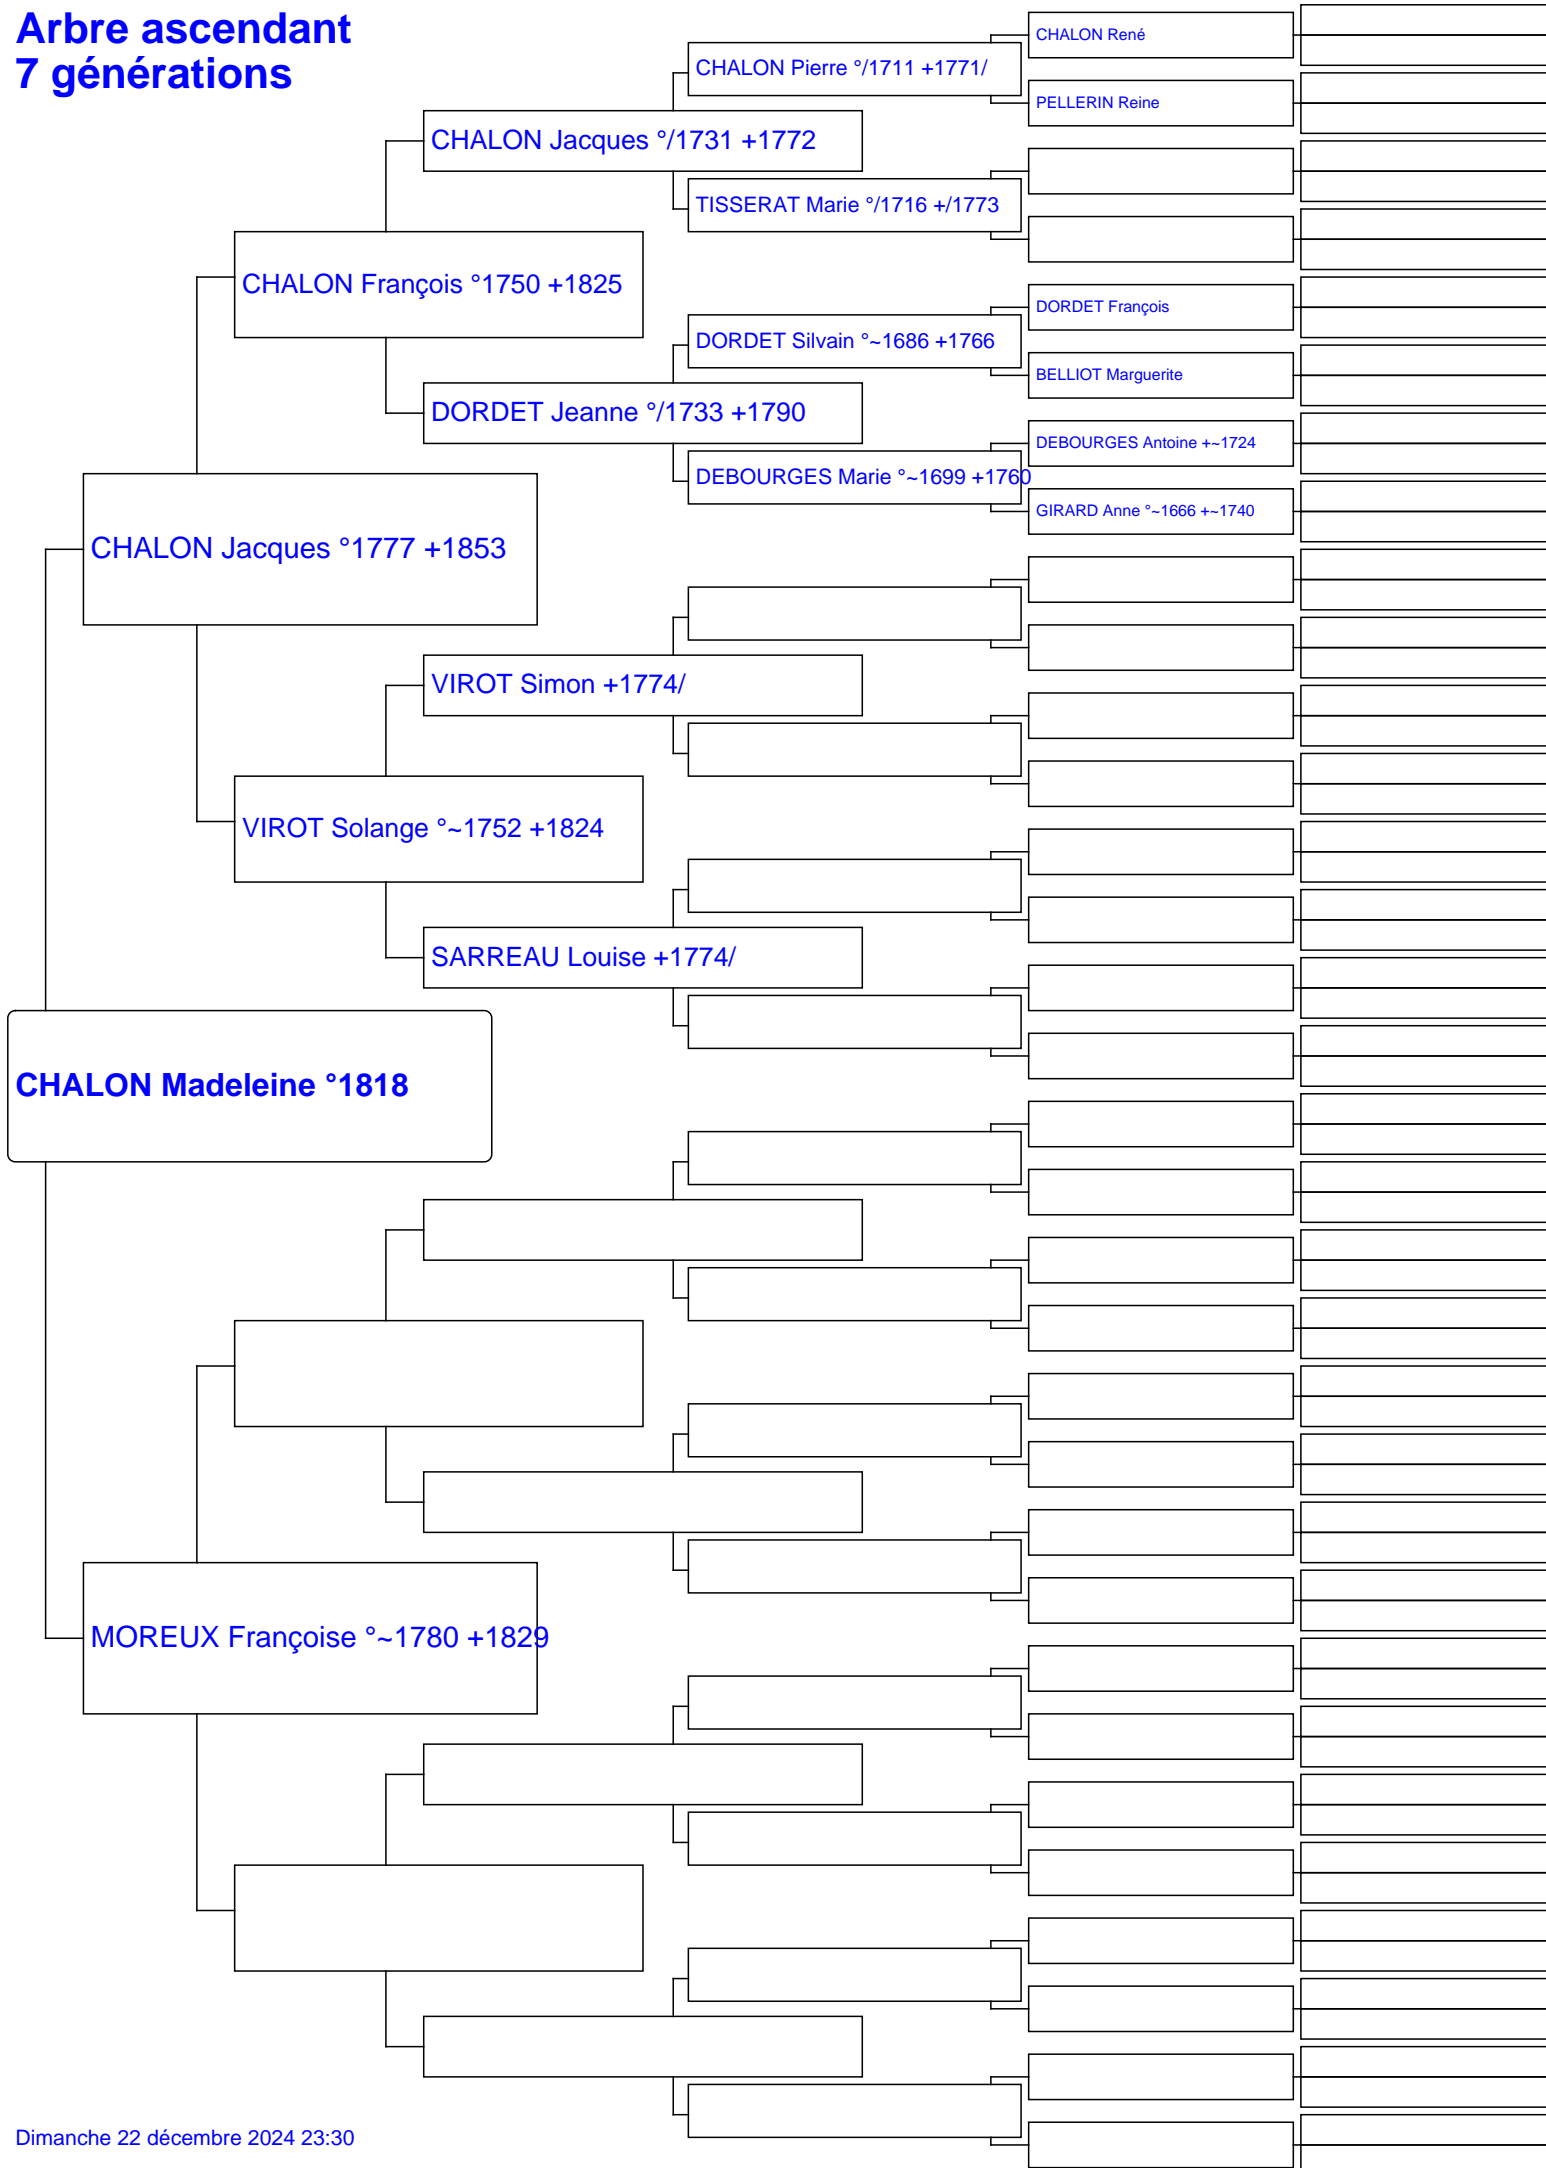 Arbre ascendant
7 générations
CHALON René
CHALON Pierre °/1711 +1771/
PELLERIN Reine
CHALON Jacques °/1731 +1772
TISSERAT Marie °/1716 +/1773
CHALON François °1750 +1825
DORDET François
DORDET Silvain °~1686 +1766
BELLIOT Marguerite
DORDET Jeanne °/1733 +1790
DEBOURGES Antoine +~1724
DEBOURGES Marie °~1699 +1760
GIRARD Anne °~1666 +~1740
CHALON Jacques °1777 +1853
VIROT Simon +1774/
VIROT Solange °~1752 +1824
SARREAU Louise +1774/
CHALON Madeleine °1818
MOREUX Françoise °~1780 +1829
Dimanche 22 décembre 2024 23:30